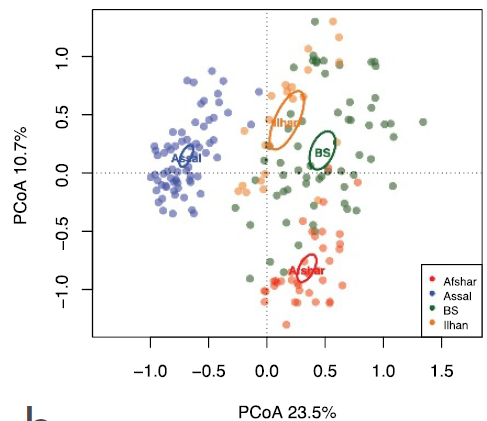 1.0
0.5
0.0
−0.5
−1.0
PCoA 10.7%
Ilhan
Assal
BS
Afshar
Afshar
Assal
BS
Ilhan
−1.0 −0.5 0.0 0.5 1.0 1.5
PCoA 23.5%